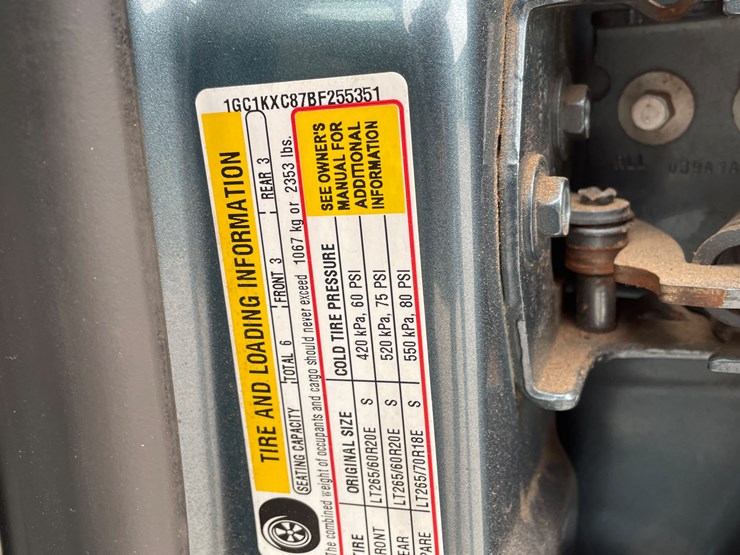 1GC1KXC87BF255351
TIRE AND LOADING INFORMATION
SEATING CAPACITY TOTAL 6 FRONT 3 REAR 3
The combined weight of occupants and cargo should never exceed 1067 kg or 2353 lbs.
TIRE ORIGINAL SIZE COLD TIRE PRESSURE
RONT LT265/60R20E S 420 kPa, 60 PSI
EAR LT265/60R20E S 520 kPa, 75 PSI
PARE LT265/70R18E S 550 kPa, 80 PSI
SEE OWNER'S
MANUAL FOR
ADDITIONAL
INFORMATION